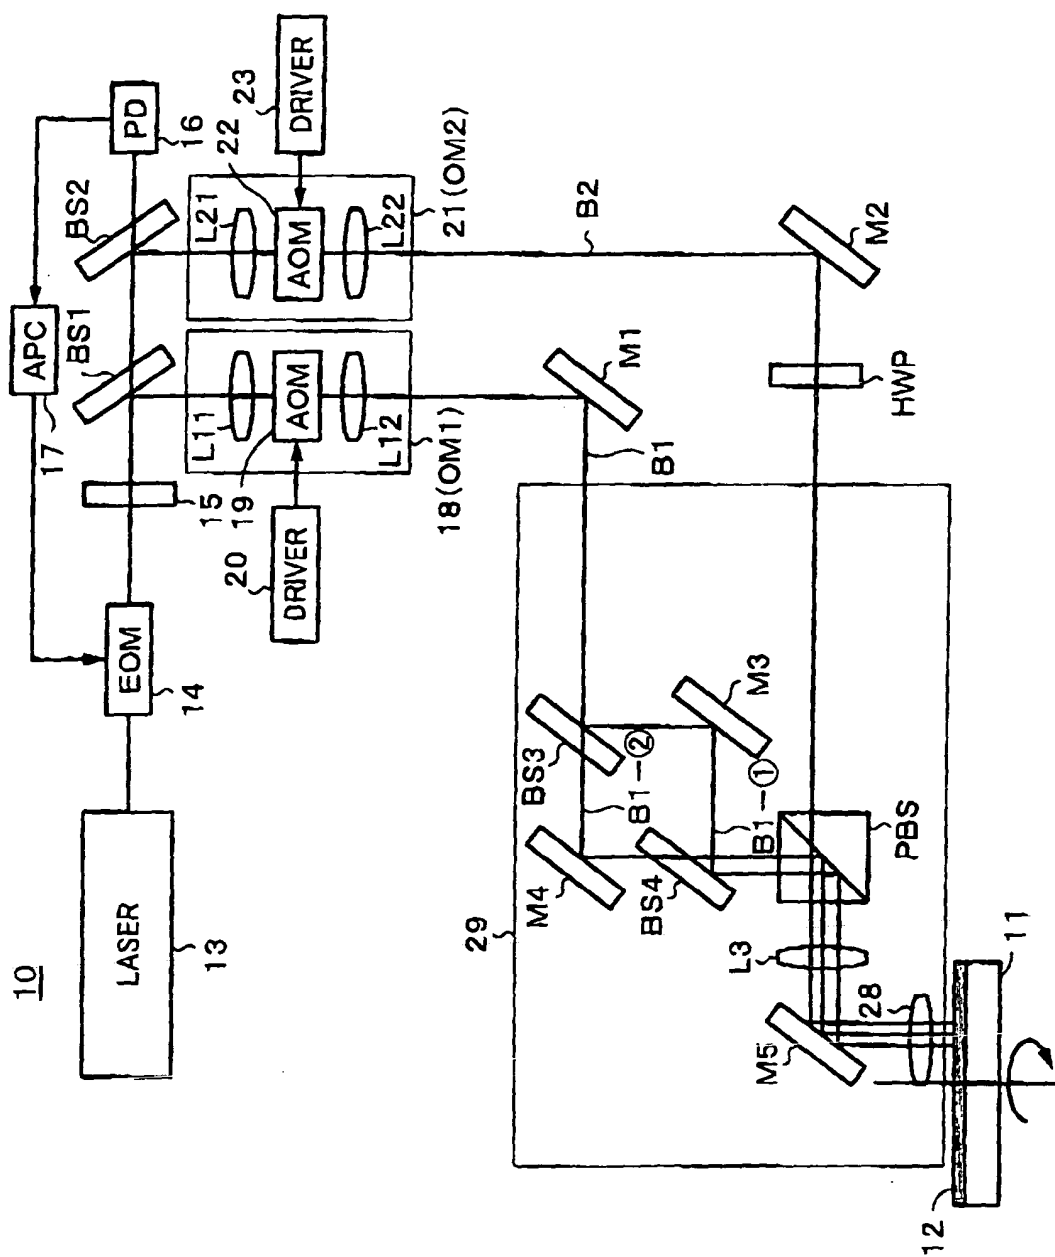 10
LASER
13
EOM
14
APC
17
15
BS1
BS2
PD
16
L11
AOM
19
L12
18(OM1)
DRIVER
20
L21
AOM
22
L22
21(OM2)
DRIVER
23
B1
M1
B2
M2
HWP
29
BS3
M4
B1-②
M3
BS4
B1-①
PBS
L3
M5
28
11
12